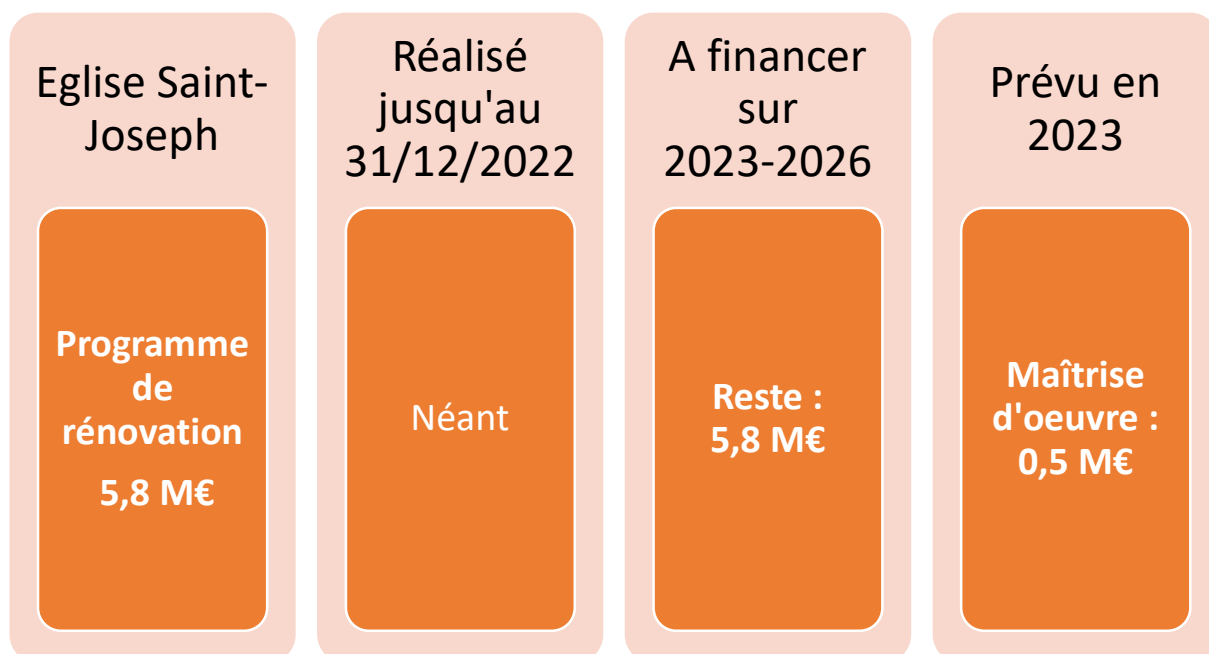 Eglise Saint-
Joseph
Programme
de
rénovation
5,8 M€
Réalisé
jusqu'au
31/12/2022
Néant
A financer
sur
2023-2026
Reste :
5,8 M€
Prévu en
2023
Maîtrise
d'oeuvre :
0,5 M€